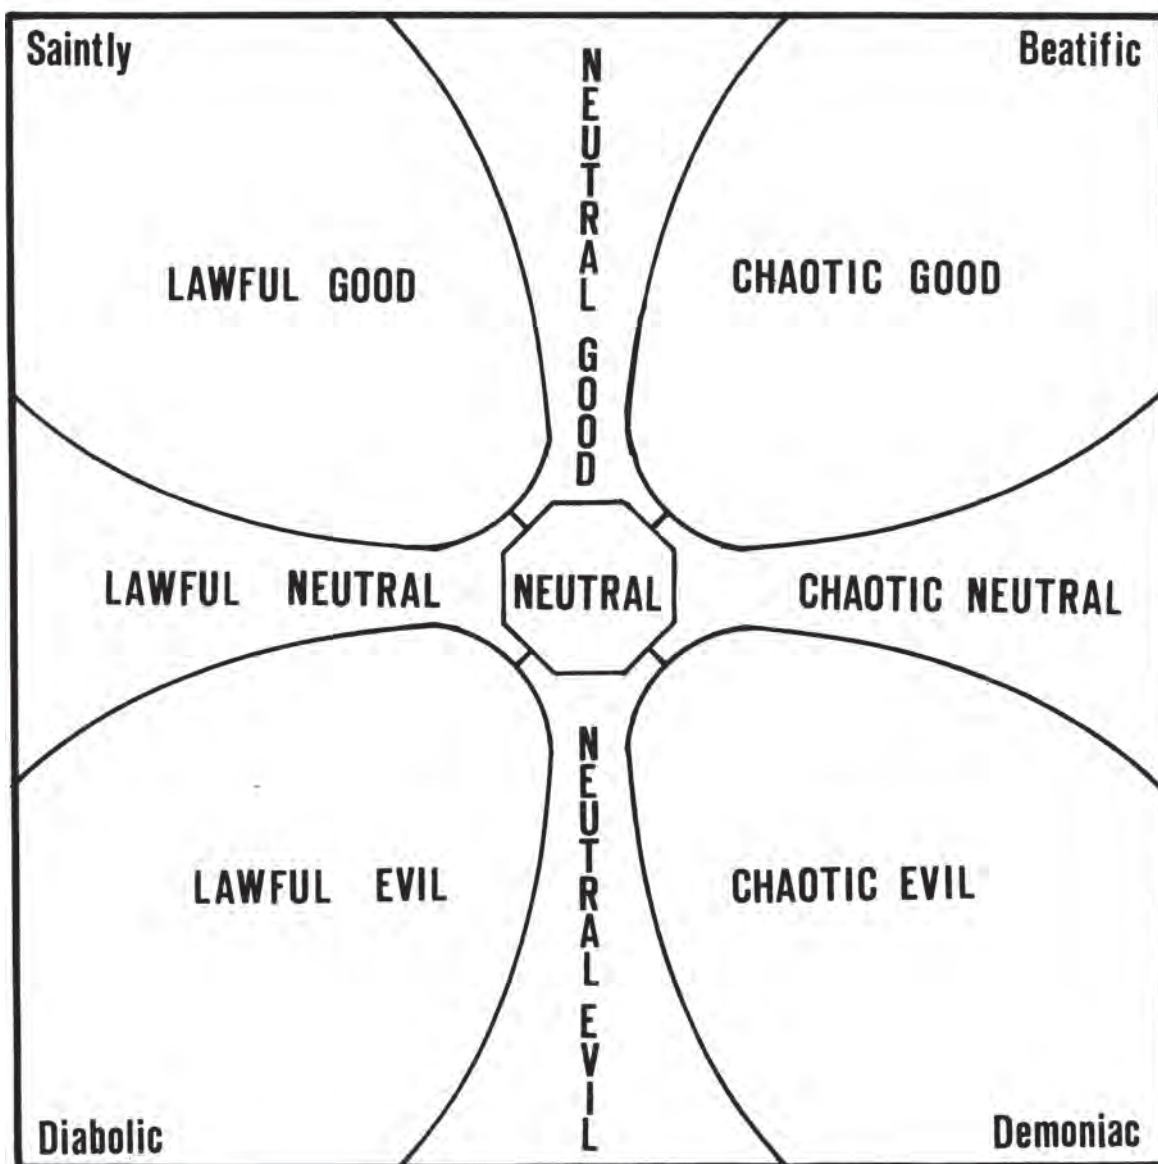 Saintly
Beatific
NEUTRAL GOOD
LAWFUL GOOD
CHAOTIC GOOD
LAWFUL NEUTRAL
NEUTRAL
CHAOTIC NEUTRAL
LAWFUL EVIL
CHAOTIC EVIL
NEUTRAL EVIL
Diabolic
Demoniac